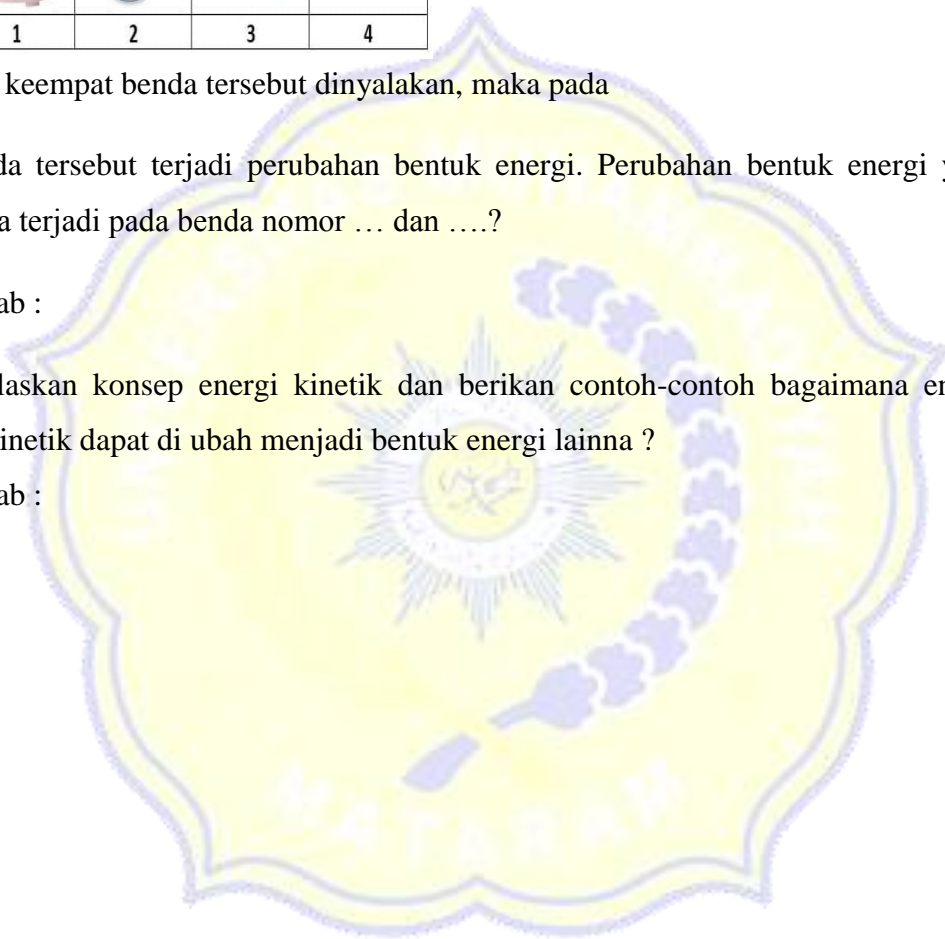 1 2 3 4
keempat benda tersebut dinyalakan, maka pada
da tersebut terjadi perubahan bentuk energi. Perubahan bentuk energi y
a terjadi pada benda nomor … dan ….?
ab :
laskan konsep energi kinetik dan berikan contoh-contoh bagaimana en
kinetik dapat di ubah menjadi bentuk energi lainna ?
ab :
MATARAM